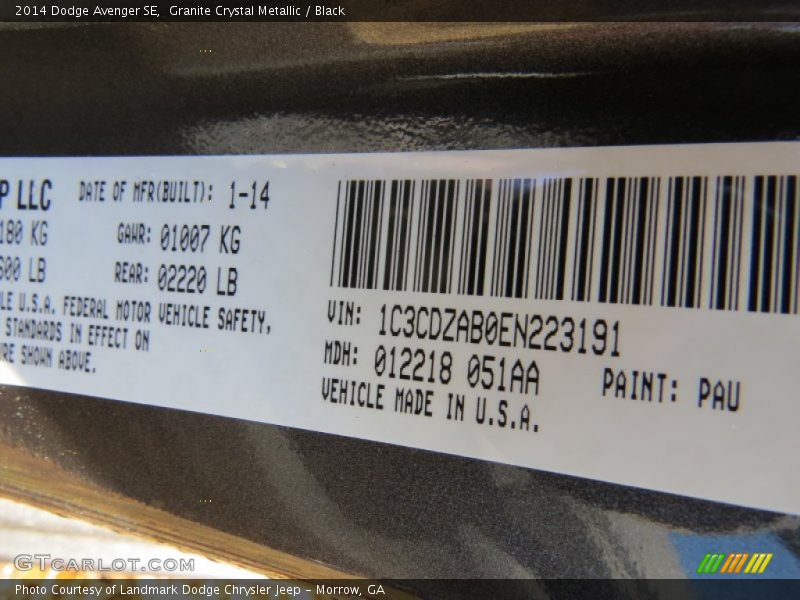 2014 Dodge Avenger SE, Granite Crystal Metallic / Black
P LLC DATE OF MFR(BUILT): 1-14
180 KG GAWR: 01007 KG
600 LB REAR: 02220 LB
LE U.S.A. FEDERAL MOTOR VEHICLE SAFETY,
STANDARDS IN EFFECT ON
URE SHOWN ABOVE.
VIN: 1C3CDZAB0EN223191
MDH: 012218 051AA PAINT: PAU
VEHICLE MADE IN U.S.A.
GTCARLOT.COM
Photo Courtesy of Landmark Dodge Chrysler Jeep - Morrow, GA